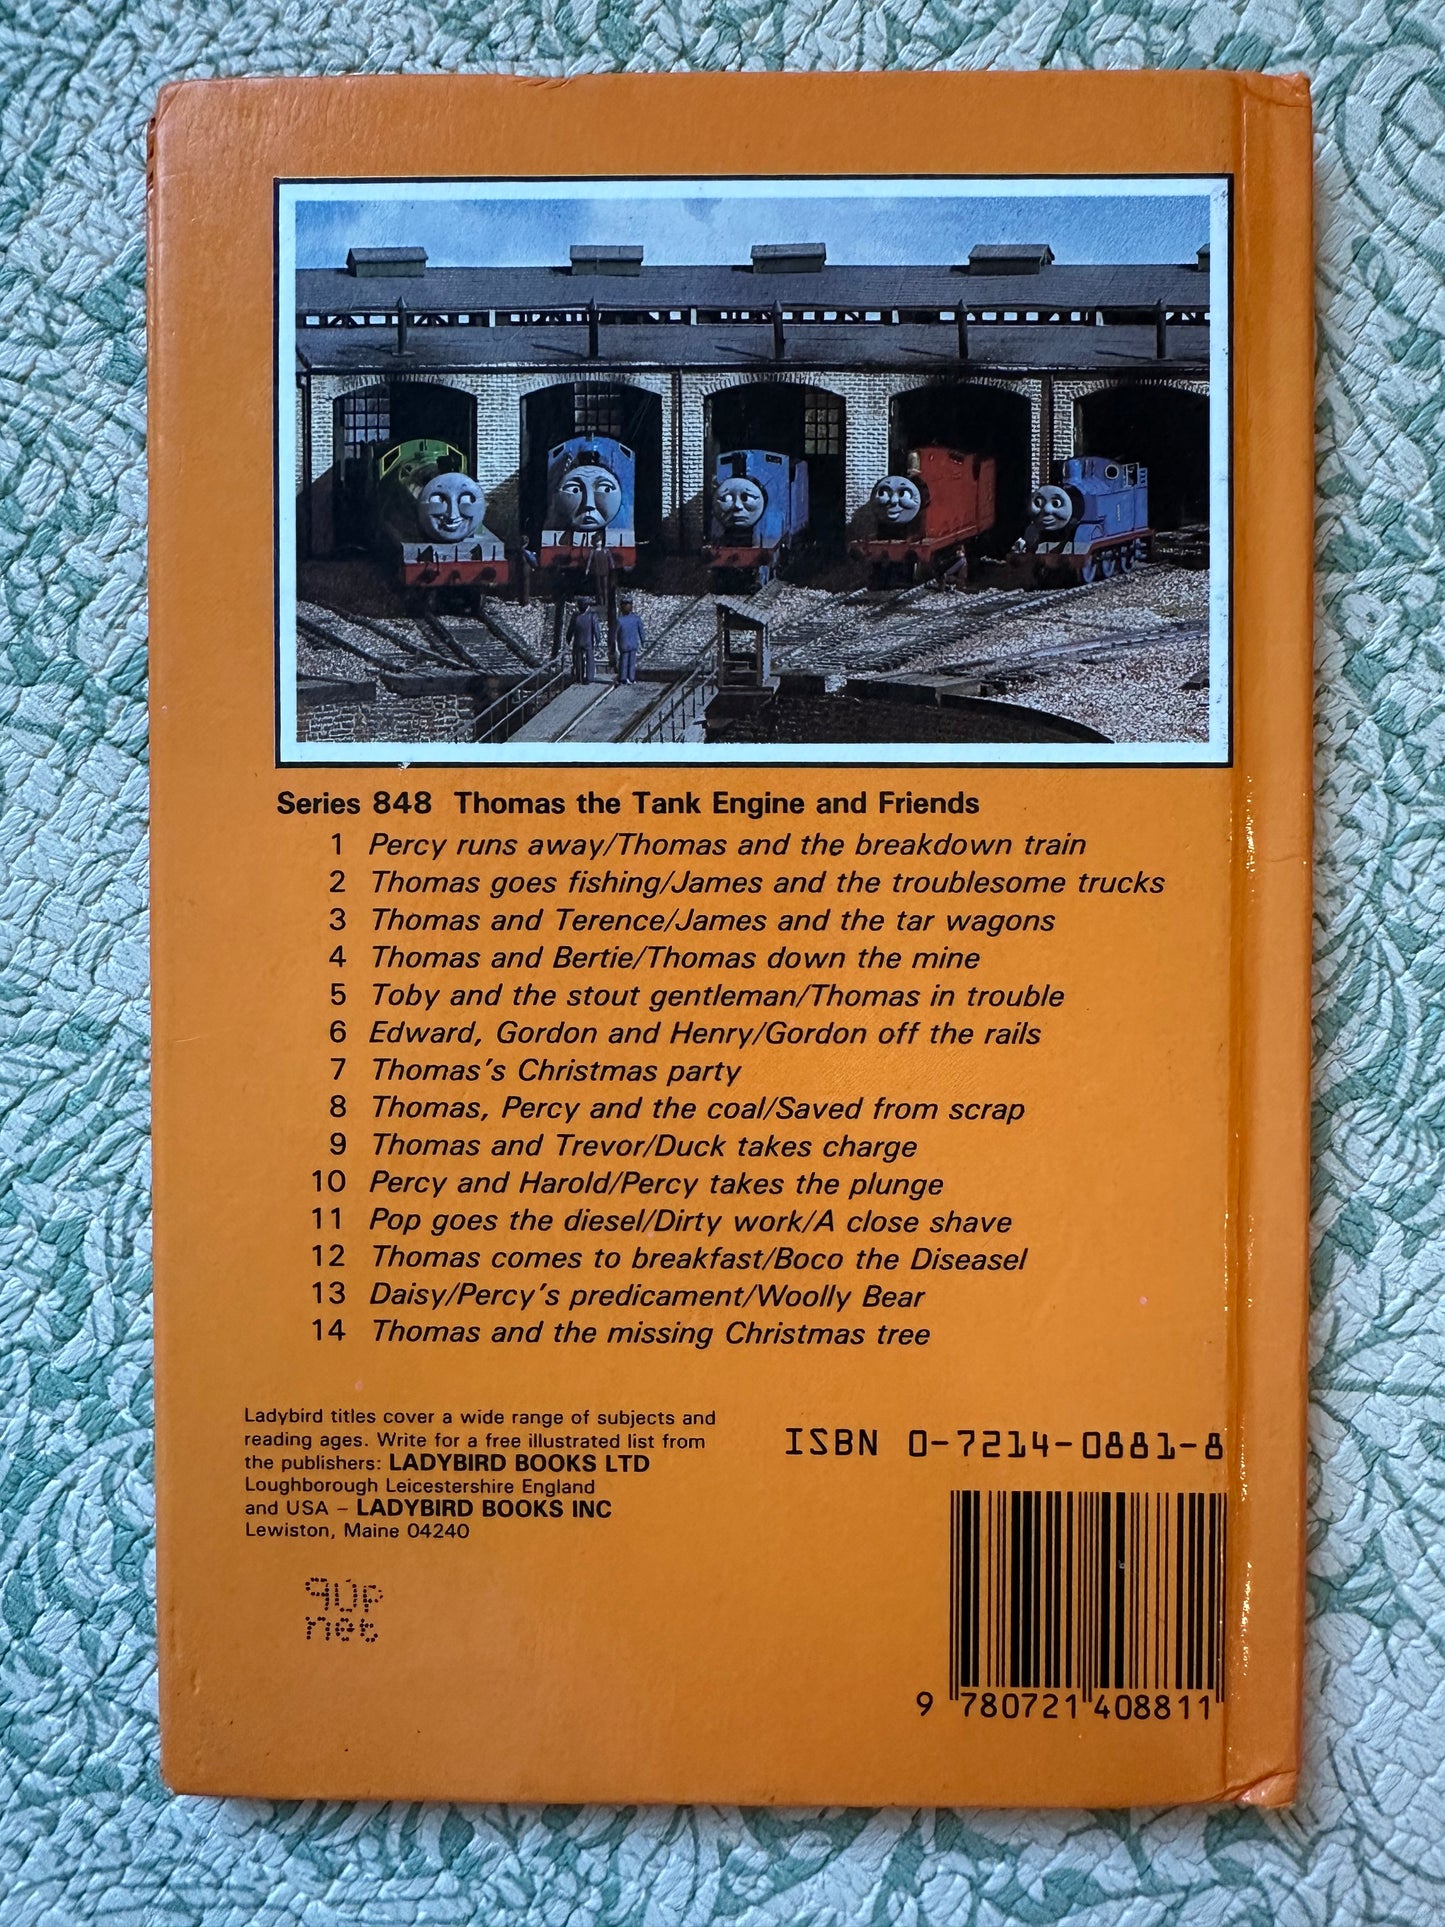 Series 848 Thomas the Tank Engine and Friends
1 Percy runs away/Thomas and the breakdown train
2 Thomas goes fishing/James and the troublesome trucks
3 Thomas and Terence/James and the tar wagons
4 Thomas and Bertie/Thomas down the mine
5 Toby and the stout gentleman/Thomas in trouble
6 Edward, Gordon and Henry/Gordon off the rails
7 Thomas's Christmas party
8 Thomas, Percy and the coal/Saved from scrap
9 Thomas and Trevor/Duck takes charge
10 Percy and Harold/Percy takes the plunge
11 Pop goes the diesel/Dirty work/A close shave
12 Thomas comes to breakfast/Boco the Diseasel
13 Daisy/Percy's predicament/Woolly Bear
14 Thomas and the missing Christmas tree
Ladybird titles cover a wide range of subjects and
reading ages. Write for a free illustrated list from
the publishers: LADYBIRD BOOKS LTD
Loughborough Leicestershire England
and USA – LADYBIRD BOOKS INC
Lewiston, Maine 04240
90p
net
ISBN 0-7214-0881-8
9 780721 408811